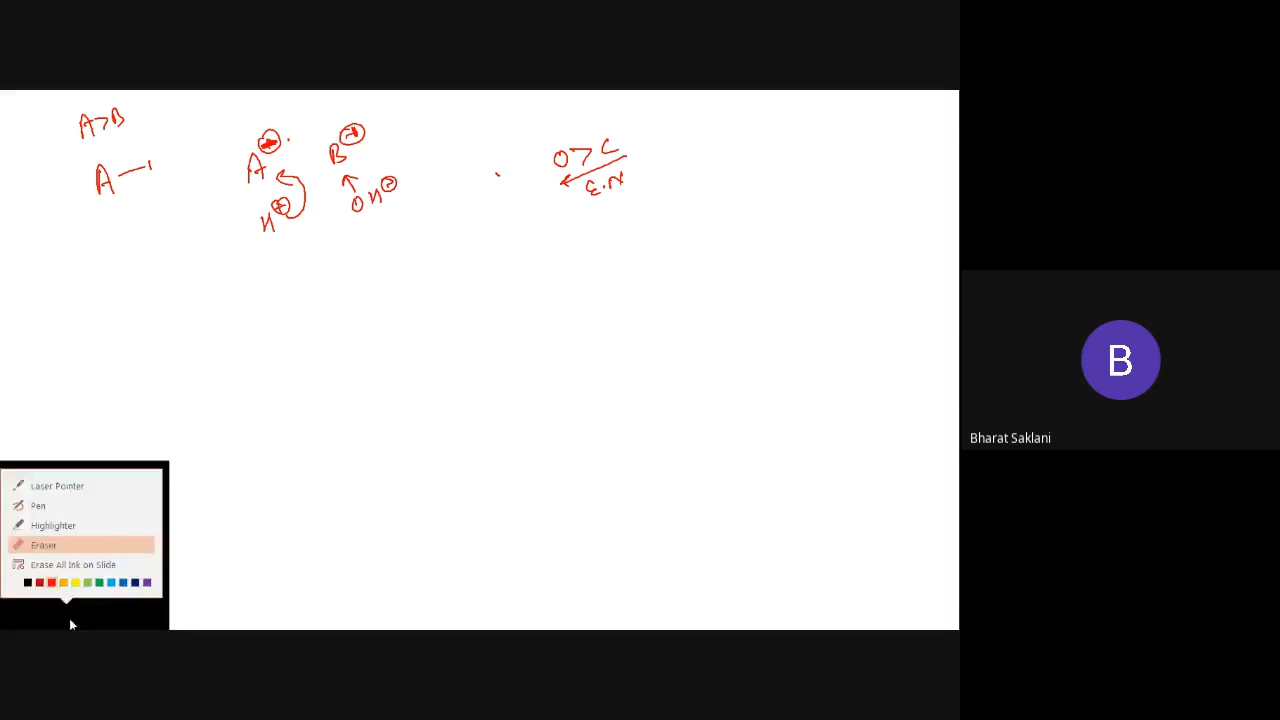 A>B
A
A
B
H⊕
OH⊖
O > C
E.N
B
Bharat Saklani
Laser Pointer
Pen
Highlighter
Eraser
Erase All Ink on Slide